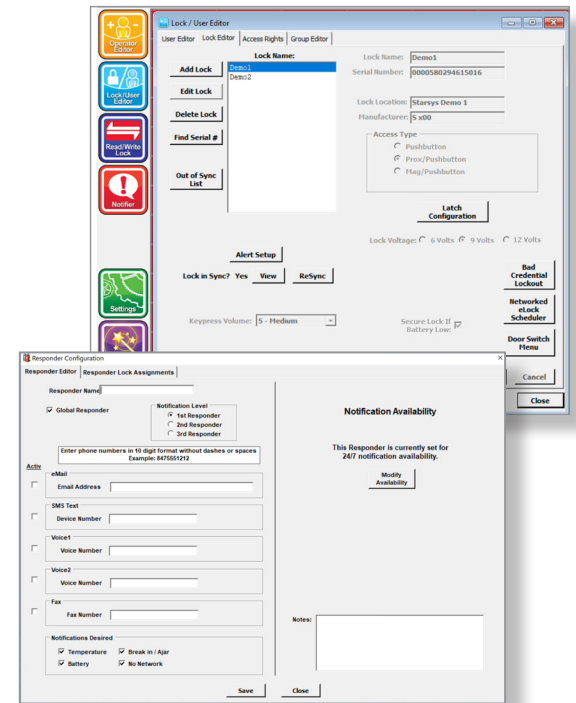 Operator
Editor
Lock/User
Editor
Read/Write
Lock
Notifier
Settings
Lock / User Editor
User Editor
Lock Editor
Access Rights
Group Editor
Lock Name:
Add Lock
Edit Lock
Delete Lock
Find Serial #
Out of Sync
List
Demo1
Demo2
Lock Name: Demo1
Serial Number: 0000580294615016
Lock Location: Starsys Demo 1
Manufacturer: S x00
Access Type
Pushbutton
Prox/Pushbutton
Mag/Pushbutton
Latch
Configuration
Lock Voltage: 6 Volts 9 Volts 12 Volts
Alert Setup
Lock in Sync? Yes View ReSync
Keypress Volume: 5 - Medium
Secure Lock If
Battery Low:
Bad
Credential
Lockout
Networked
eLock
Scheduler
Door Switch
Menu
Cancel
Close
Responder Configuration
Responder Editor
Responder Lock Assignments
Responder Name
Global Responder
Notification Level
1st Responder
2nd Responder
3rd Responder
Enter phone numbers in 10 digit format without dashes or spaces
Example: 8475551212
Activ
eMail
Email Address
SMS Text
Device Number
Voice1
Voice Number
Voice2
Voice Number
Fax
Fax Number
Notifications Desired
Temperature Break in / Ajar
Battery No Network
Notification Availability
This Responder is currently set for
24/7 notification availability.
Modify
Availability
Notes:
Save
Close